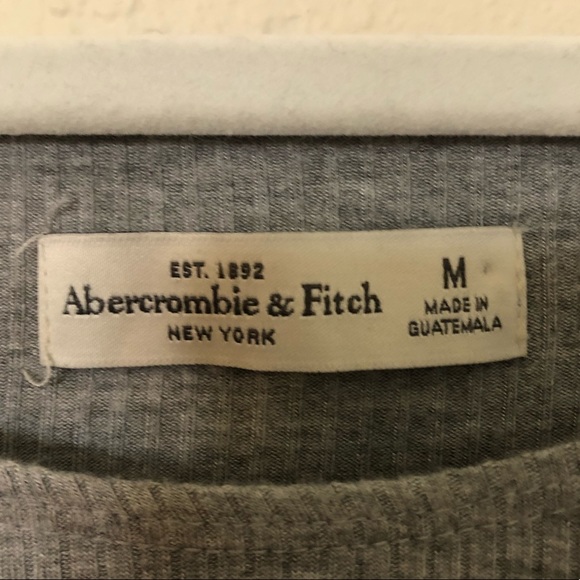 EST. 1892
Abercrombie & Fitch
NEW YORK
M
MADE IN
GUATEMALA